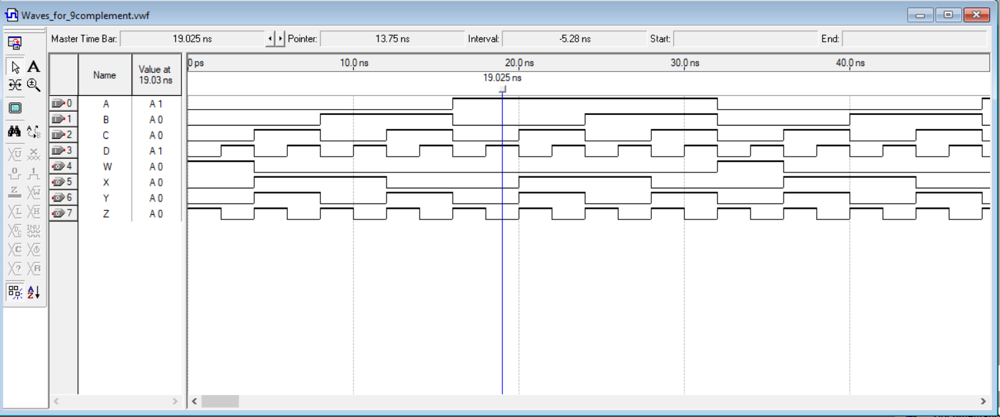 Waves_for_9complement.vwf
Master Time Bar: 19.025 ns Pointer: 13.75 ns Interval: -5.28 ns Start: End:
Name Value at 19.03 ns
0 ps 10.0 ns 20.0 ns 30.0 ns 40.0 ns
19.025 ns
0 A A 1
1 B A 0
2 C A 0
3 D A 1
4 W A 0
5 X A 0
6 Y A 0
7 Z A 0